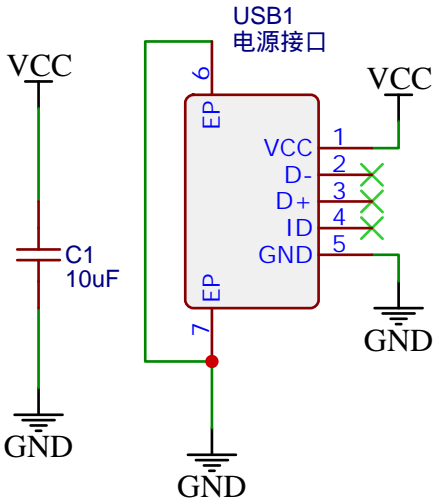 USB1
电源接口
VCC
6
EP
VCC
VCC
1
D-
2
D+
3
ID
4
GND
5
C1
10uF
EP
7
GND
GND
GND